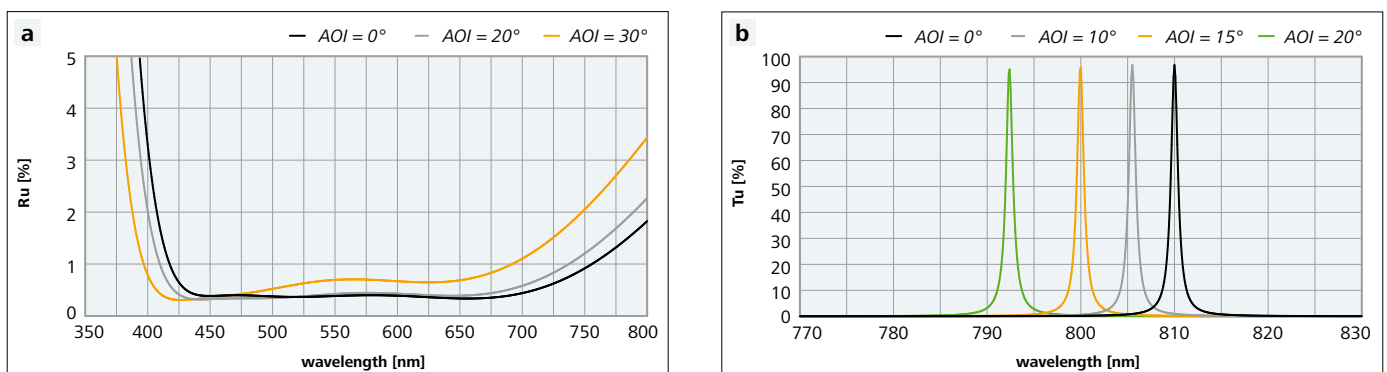 a
AOI = 0° AOI = 20° AOI = 30°
5
4
3
2
1
0
Ru [%]
350 400 450 500 550 600 650 700 750 800
wavelength [nm]
b
AOI = 0° AOI = 10° AOI = 15° AOI = 20°
100
90
80
70
60
50
40
30
20
10
0
Tu [%]
770 780 790 800 810 820 830
wavelength [nm]